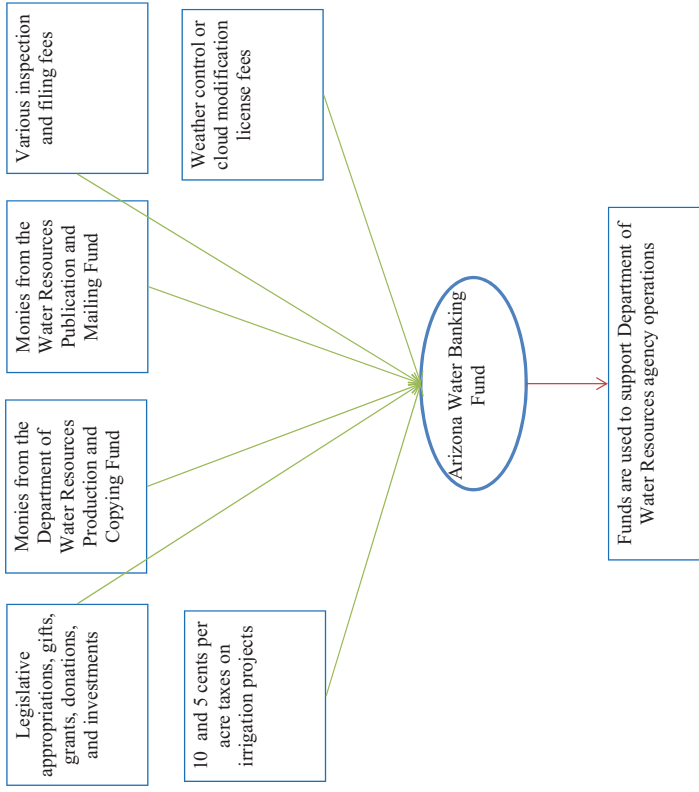 Legislative
appropriations, gifts,
grants, donations,
and investments
Monies from the
Department of
Water Resources
Production and
Copying Fund
Monies from the
Water Resources
Publication and
Mailing Fund
Various inspection
and filing fees
10 and 5 cents per
acre taxes on
irrigation projects
Weather control or
cloud modification
license fees
Arizona Water Banking
Fund
Funds are used to support Department of
Water Resources agency operations